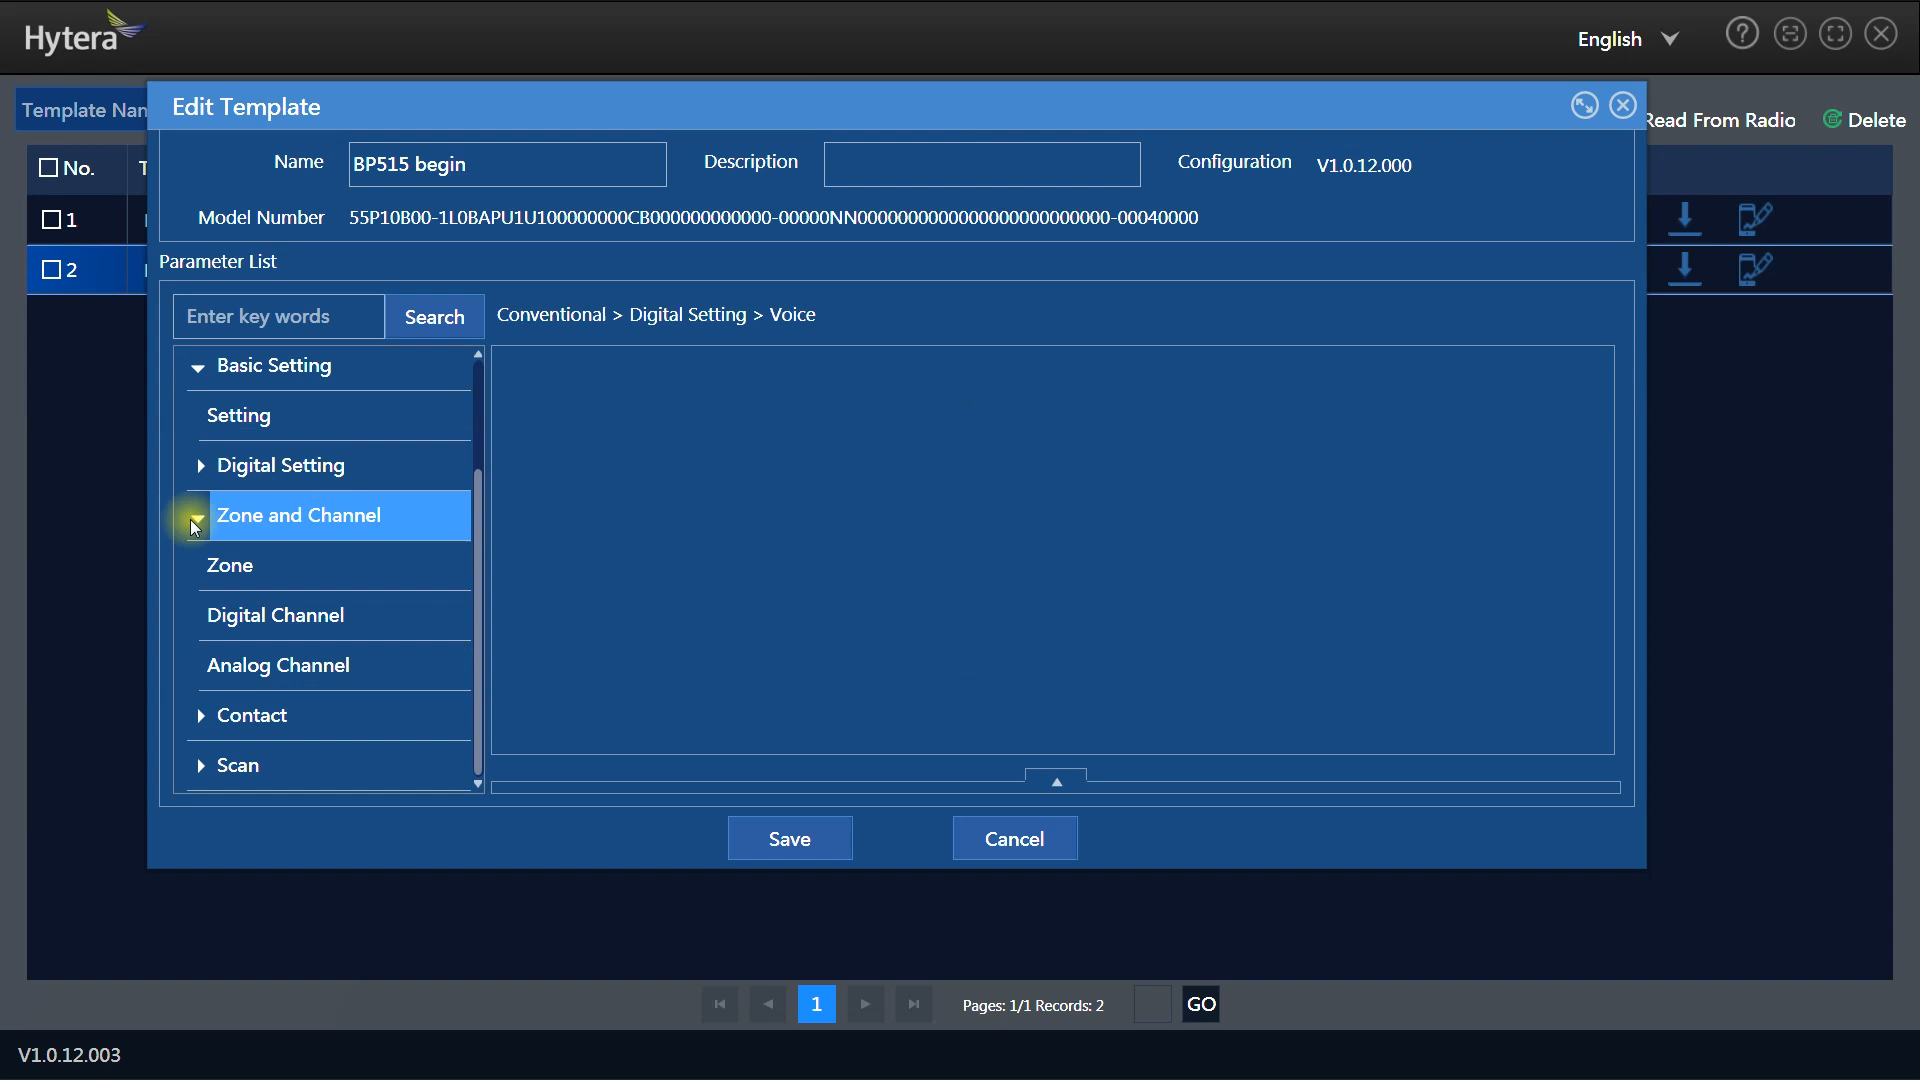 Hytera
English
Template Nan
Edit Template
Read From Radio
Delete
No.
Name
BP515 begin
Description
Configuration
V1.0.12.000
1
Model Number
55P10B00-1L0BAPU1U100000000CB000000000000-00000NN0000000000000000000000000-00040000
2
Parameter List
Enter key words
Search
Conventional > Digital Setting > Voice
Basic Setting
Setting
Digital Setting
Zone and Channel
Zone
Digital Channel
Analog Channel
Contact
Scan
Save
Cancel
1
Pages: 1/1 Records: 2
GO
V1.0.12.003